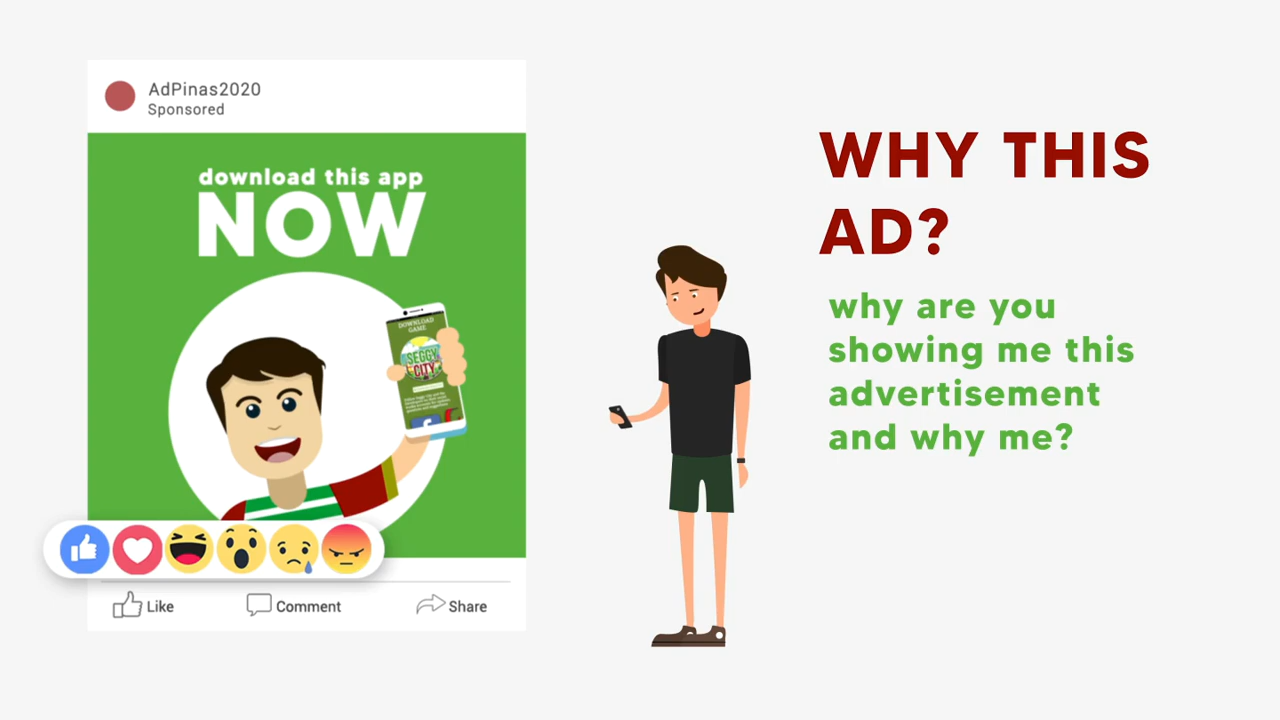 AdPinas2020
Sponsored
download this app
NOW
DOWNLOAD
GAME
SEGGY
CITY
Like
Comment
Share
WHY THIS
AD?
why are you
showing me this
advertisement
and why me?